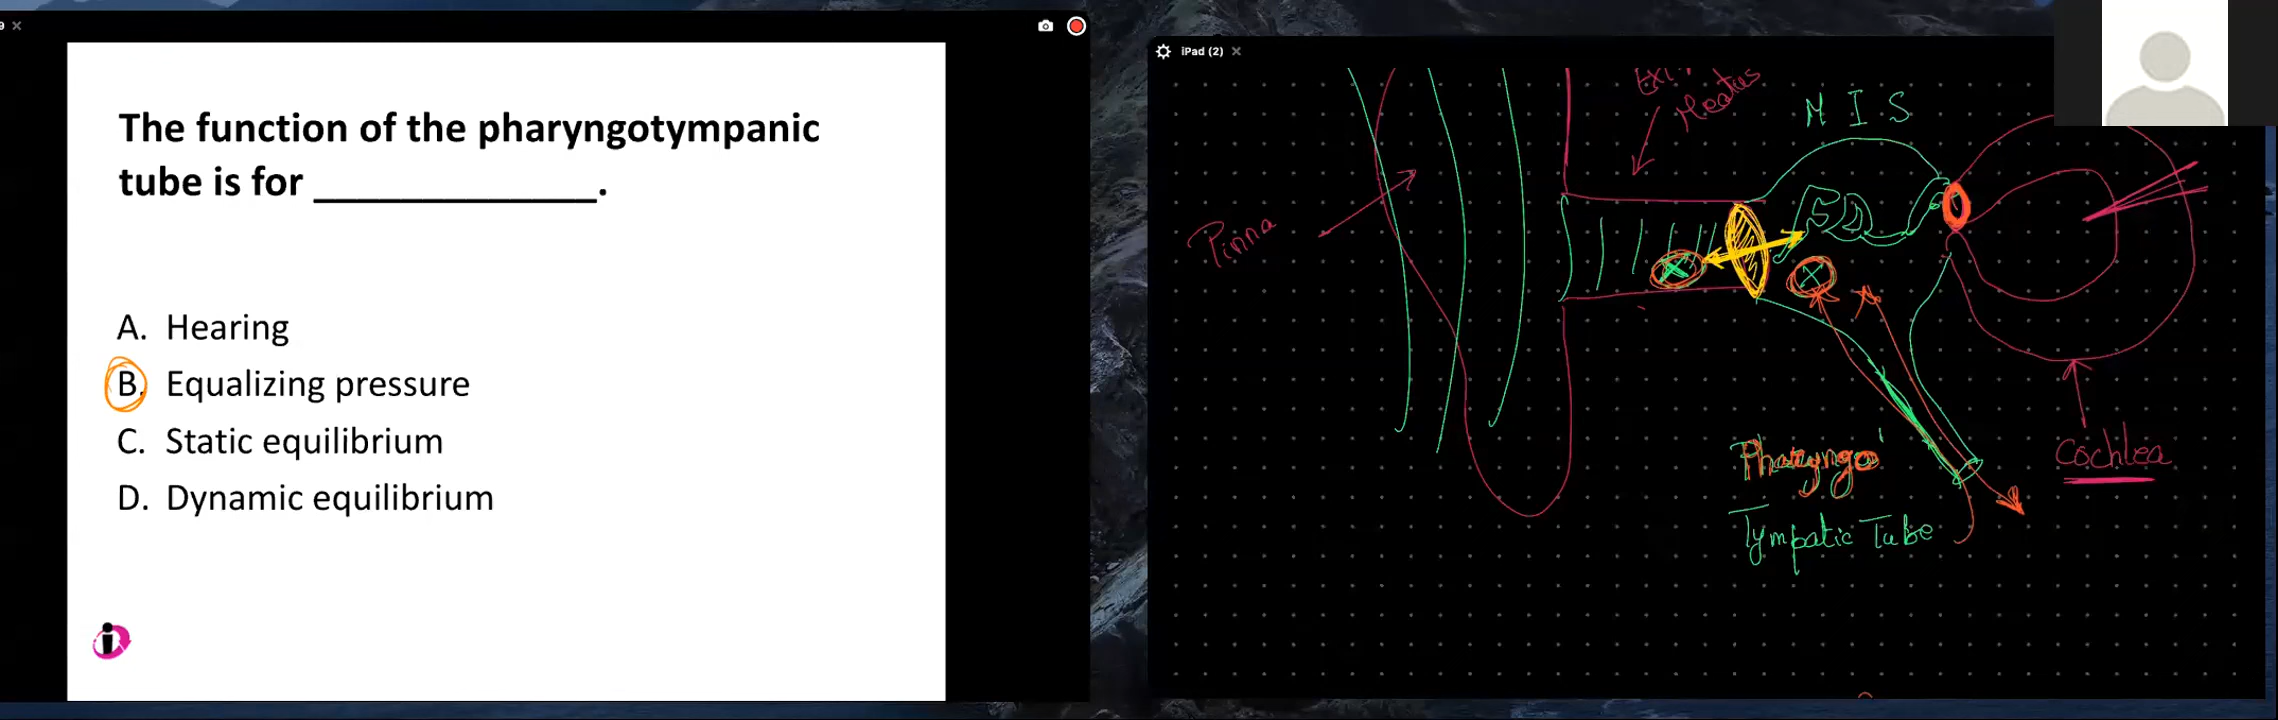 The function of the pharyngotympanic
tube is for ______________.
A. Hearing
B. Equalizing pressure
C. Static equilibrium
D. Dynamic equilibrium
iPad (2)
Meatus
M I S
Pinna
Pharyngo
Tympatic Tube
Cochlea